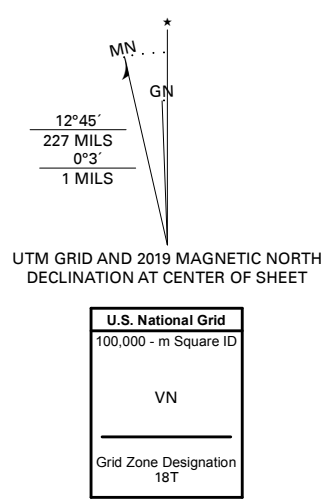 ★
MN
GN
12°45´
227 MILS
0°3´
1 MILS
UTM GRID AND 2019 MAGNETIC NORTH
DECLINATION AT CENTER OF SHEET
U.S. National Grid
100,000 - m Square ID
VN
Grid Zone Designation
18T